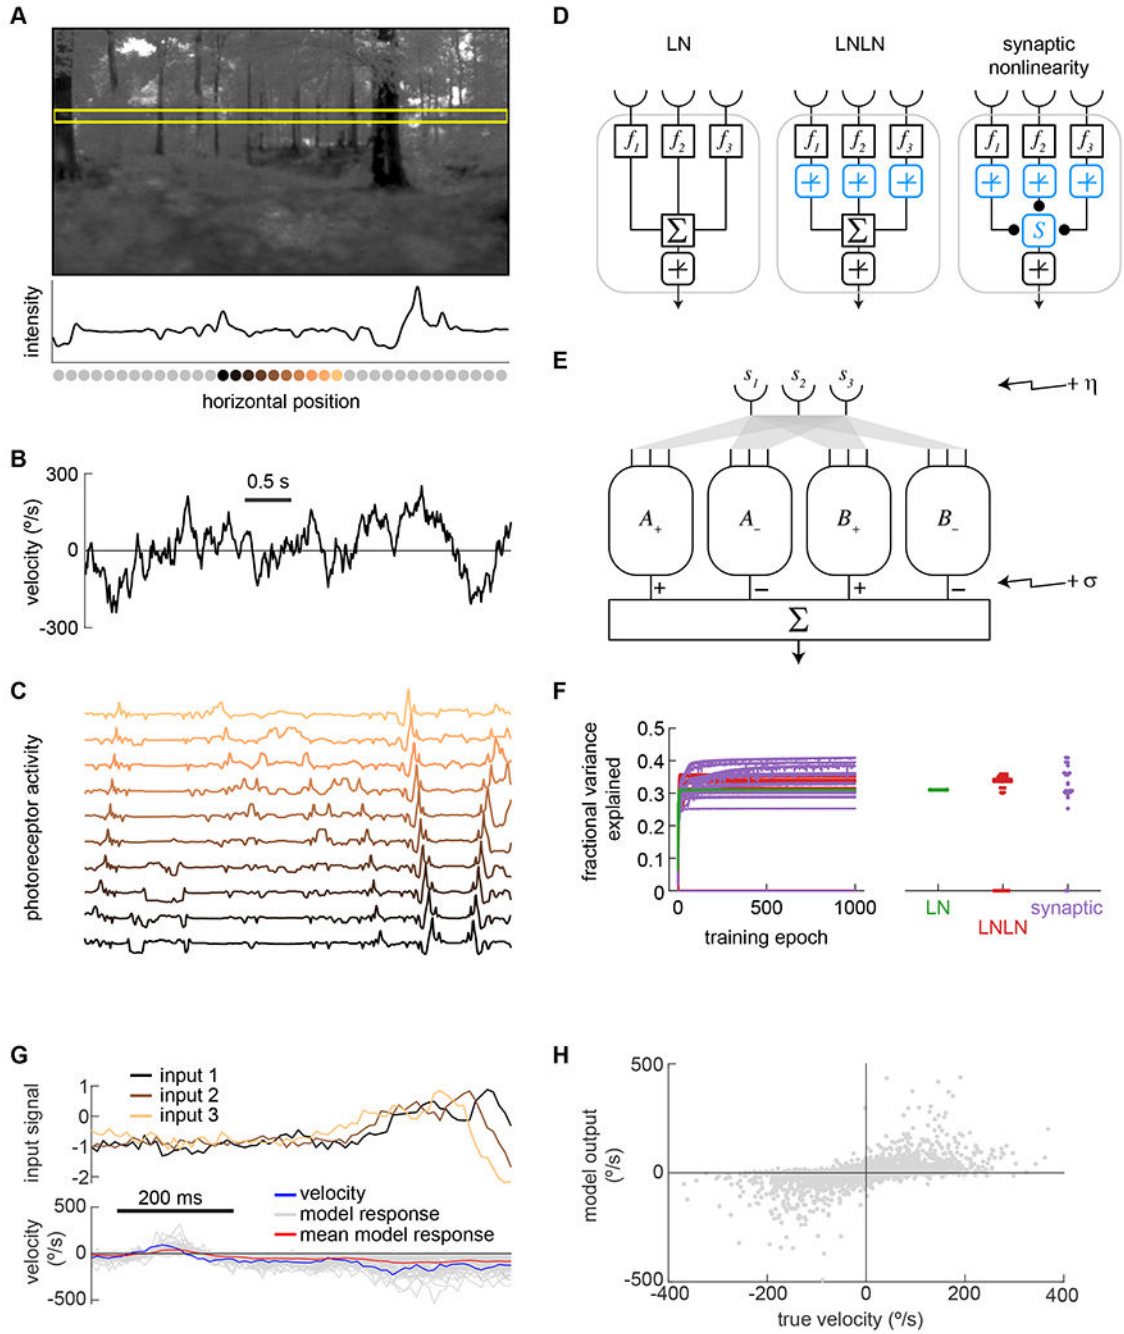 A
intensity
horizontal position
B
300
0
-300
velocity (º/s)
0.5 s
C
photoreceptor activity
D
LN
LNLN
synaptic
nonlinearity
f1 f2 f3
f1 f2 f3
f1 f2 f3
Σ
Σ
S
E
s1 s2 s3
+ η
A+ A− B+ B−
+ − + −
+ σ
Σ
F
fractional variance
explained
0.5
0.4
0.3
0.2
0.1
0
0 500 1000
training epoch
LN
LNLN
synaptic
G
input signal
1
0
-1
-2
input 1
input 2
input 3
200 ms
velocity
(º/s)
500
0
-500
velocity
model response
mean model response
H
model output
(º/s)
500
0
-500
-400 -200 0 200 400
true velocity (º/s)